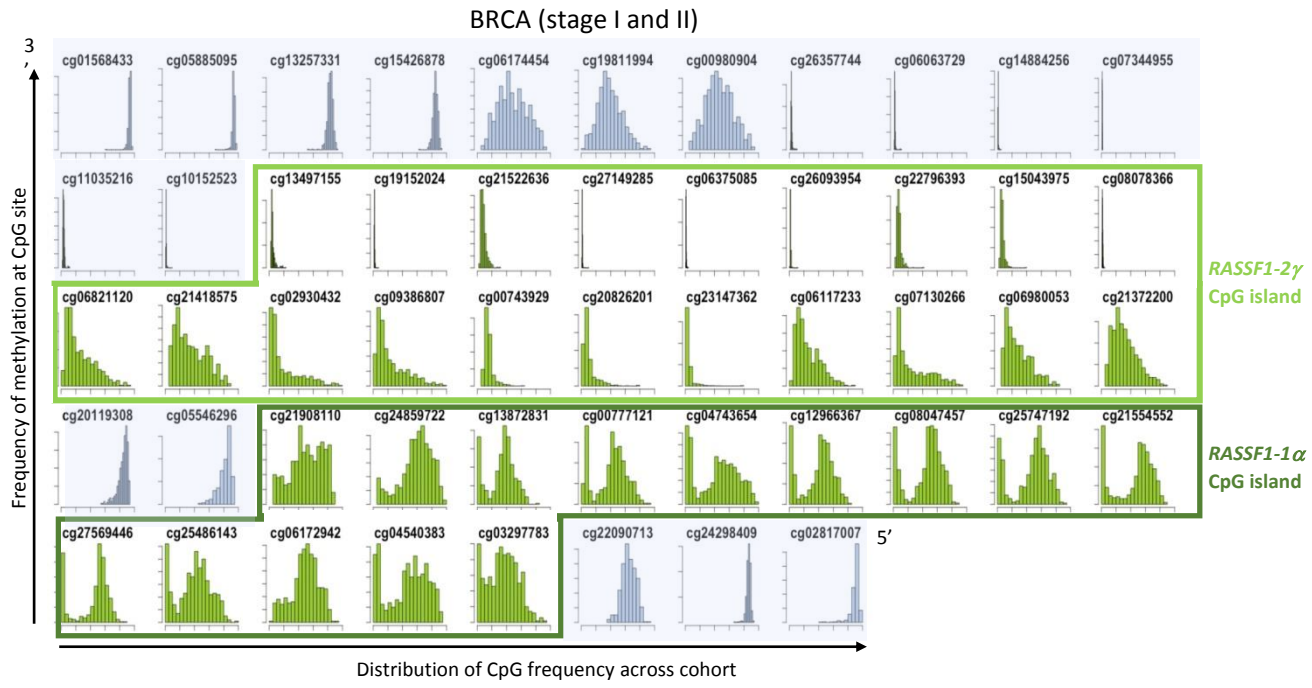 BRCA (stage I and II)
3’
cg01568433 cg05885095 cg13257331 cg15426878 cg06174454 cg19811994 cg00980904 cg26357744 cg06063729 cg14884256 cg07344955
cg11035216 cg10152523 cg13497155 cg19152024 cg21522636 cg27149285 cg06375085 cg26093954 cg22796393 cg15043975 cg08078366
RASSF1-2γ
CpG island
cg06821120 cg21418575 cg02930432 cg09386807 cg00743929 cg20826201 cg23147362 cg06117233 cg07130266 cg06980053 cg21372200
cg20119308 cg05546296 cg21908110 cg24859722 cg13872831 cg00777121 cg04743654 cg12966367 cg08047457 cg25747192 cg21554552
RASSF1-1α
CpG island
cg27569446 cg25486143 cg06172942 cg04540383 cg03297783 cg22090713 cg24298409 cg02817007 5’
Frequency of methylation at CpG site
Distribution of CpG frequency across cohort